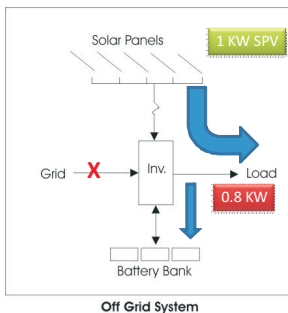 Solar Panels
1 KW SPV
Grid
X
Inv.
Load
0.8 KW
Battery Bank
Off Grid System